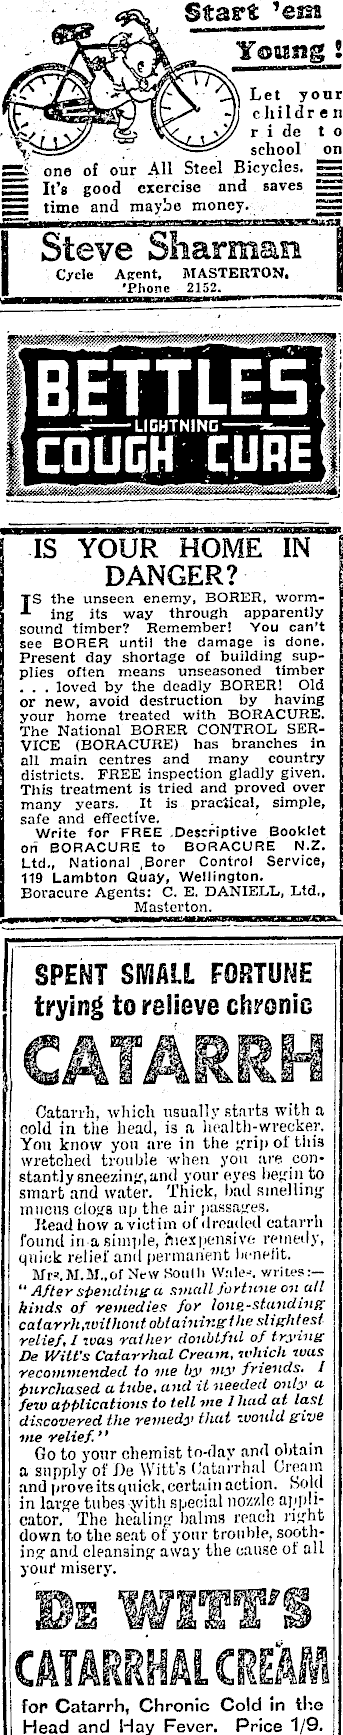 Start 'em
Young!
Let your
children
ride to
school on
one of our All Steel Bicycles.
It's good exercise and saves
time and maybe money.
Steve Sharman
Cycle Agent, MASTERTON.
'Phone 2152.
BETTLES
LIGHTNING
COUGH CURE
IS YOUR HOME IN
DANGER?
IS the unseen enemy, BORER, worm-
ing its way through apparently
sound timber? Remember! You can't
see BORER until the damage is done.
Present day shortage of building sup-
plies often means unseasoned timber
. . . loved by the deadly BORER! Old
or new, avoid destruction by having
your home treated with BORACURE.
The National BORER CONTROL SER-
VICE (BORACURE) has branches in
all main centres and many country
districts. FREE inspection gladly given.
This treatment is tried and proved over
many years. It is practical, simple,
safe and effective.
Write for FREE Descriptive Booklet
on BORACURE to BORACURE N.Z.
Ltd., National Borer Control Service,
119 Lambton Quay, Wellington.
Boracure Agents: C. E. DANIELL, Ltd.,
Masterton.
SPENT SMALL FORTUNE
trying to relieve chronic
CATARRH
Catarrh, which usually starts with a
cold in the head, is a health-wrecker.
You know you are in the grip of this
wretched trouble when you are con-
stantly sneezing, and your eyes begin to
smart and water. Thick, bad smelling
mucus clogs up the air passages.
Read how a victim of dreaded catarrh
found in a simple, inexpensive remedy,
quick relief and permanent benefit.
Mrs. M.M., of New South Wales, writes:—
"After spending a small fortune on all
kinds of remedies for long-standing
catarrh, without obtaining the slightest
relief, I was rather doubtful of trying
De Witt's Catarrhal Cream, which was
recommended to me by my friends. I
purchased a tube, and it needed only a
few applications to tell me I had at last
discovered the remedy that would give
me relief."
Go to your chemist to-day and obtain
a supply of De Witt's Catarrhal Cream
and prove its quick, certain action. Sold
in large tubes with special nozzle appli-
cator. The healing balms reach right
down to the seat of your trouble, sooth-
ing and cleansing away the cause of all
your misery.
DE WITT'S
CATARRHAL CREAM
for Catarrh, Chronic Cold in the
Head and Hay Fever. Price 1/9.